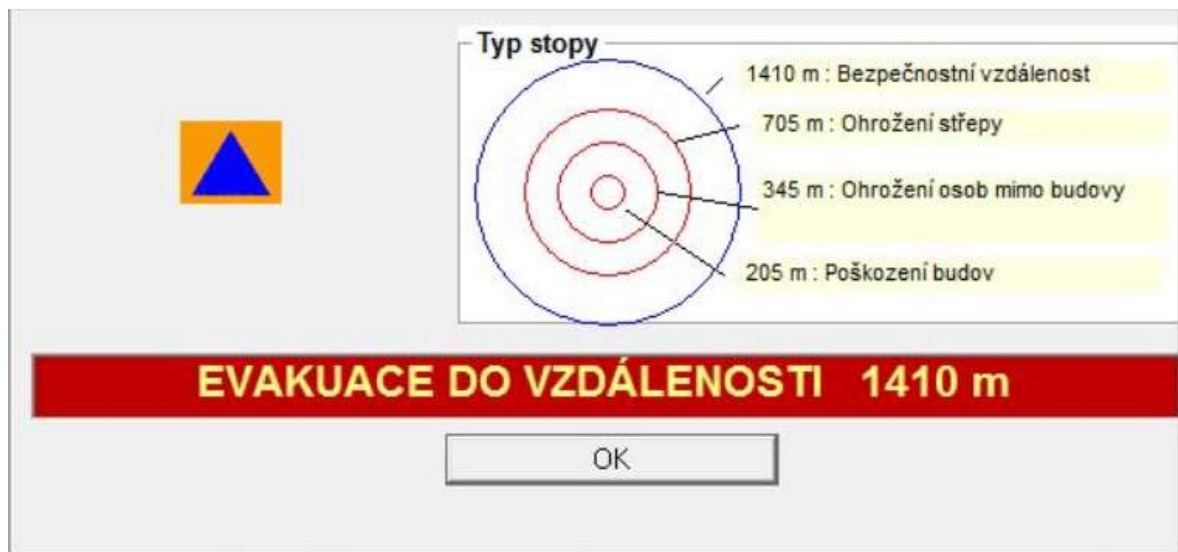 Typ stopy
1410 m : Bezpečnostní vzdálenost
705 m : Ohrožení střepy
345 m : Ohrožení osob mimo budovy
205 m : Poškození budov
EVAKUACE DO VZDÁLENOSTI 1410 m
OK